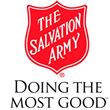 THE
SALVATION
ARMY
DOING THE
MOST GOOD